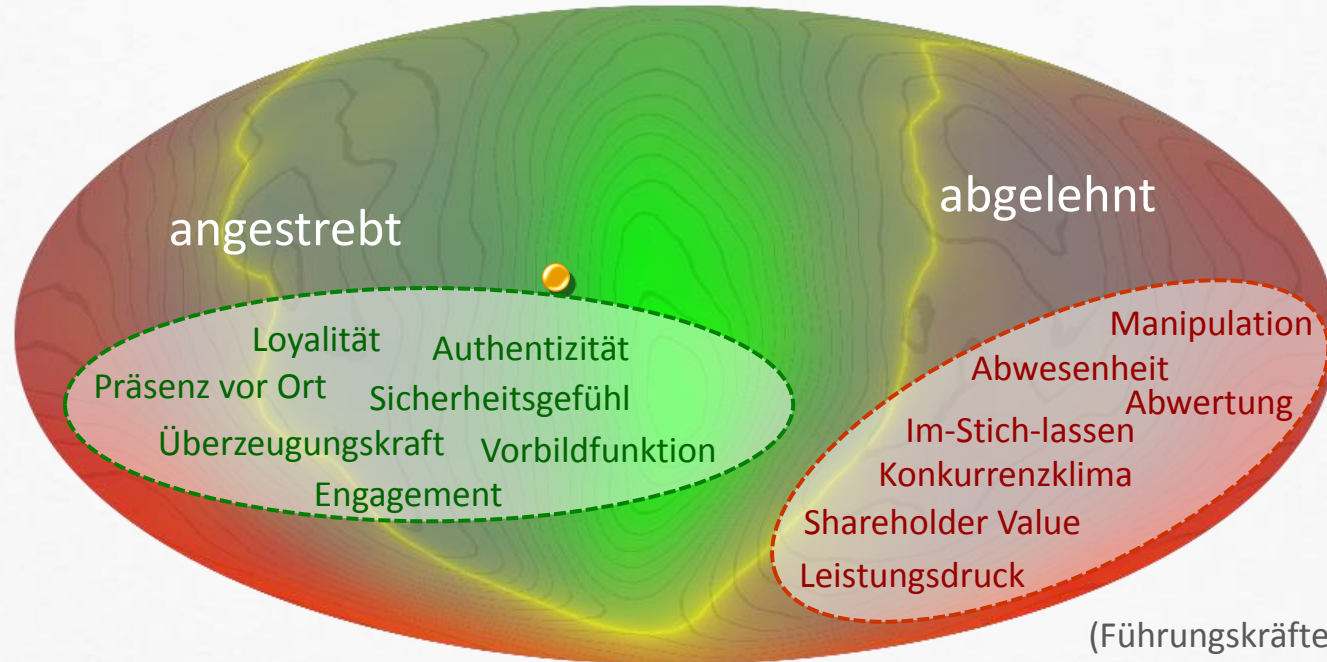 angestrebt
abgelehnt
Loyalität
Authentizität
Präsenz vor Ort
Sicherheitsgefühl
Überzeugungskraft
Vorbildfunktion
Engagement
Manipulation
Abwesenheit
Abwertung
Im-Stich-lassen
Konkurrenzklima
Shareholder Value
Leistungsdruck
(Führungskräfte